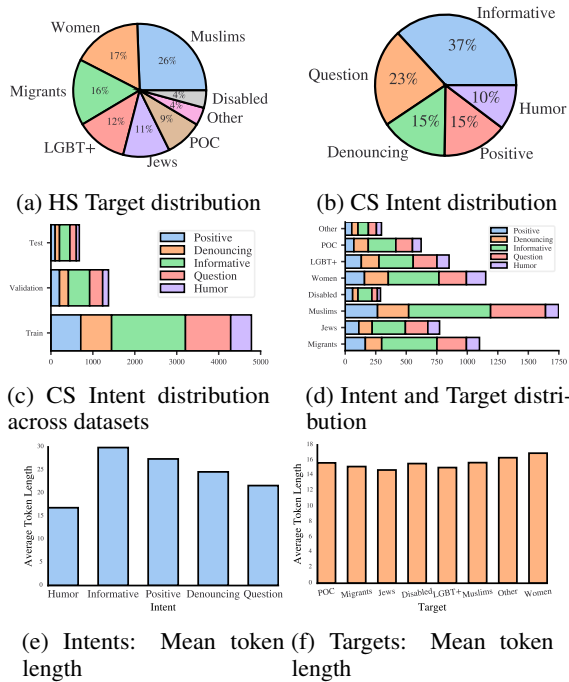 Women
Muslims
17%
26%
Migrants
16%
4%
Disabled
4%
Other
12%
11%
9%
POC
LGBT+
Jews
(a) HS Target distribution
Informative
37%
Question
23%
10%
Humor
15%
15%
Denouncing
Positive
(b) CS Intent distribution
Test
Validation
Train
Positive
Denouncing
Informative
Question
Humor
0 1000 2000 3000 4000 5000
(c) CS Intent distribution
across datasets
Other
POC
LGBT+
Women
Disabled
Muslims
Jews
Migrants
Positive
Denouncing
Informative
Question
Humor
0 250 500 750 1000 1250 1500 1750
(d) Intent and Target distri-
bution
Average Token Length
30
25
20
15
10
5
0
Humor Informative Positive Denouncing Question
Intent
(e) Intents: Mean token
length
Average Token Length
18
16
14
12
10
8
6
4
2
0
POC Migrants Jews Disabled LGBT+ Muslims Other Women
Target
(f) Targets: Mean token
length